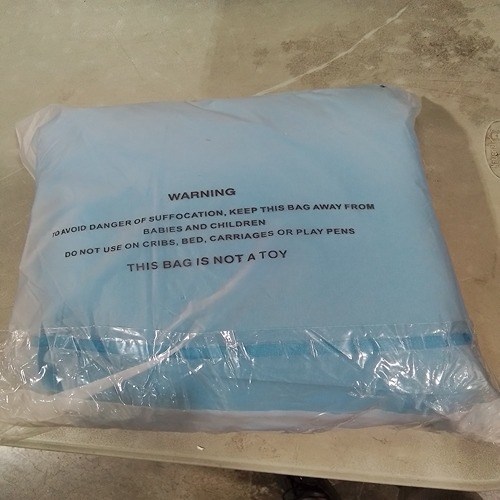 WARNING
TO AVOID DANGER OF SUFFOCATION, KEEP THIS BAG AWAY FROM
BABIES AND CHILDREN
DO NOT USE ON CRIBS, BED, CARRIAGES OR PLAY PENS
THIS BAG IS NOT A TOY